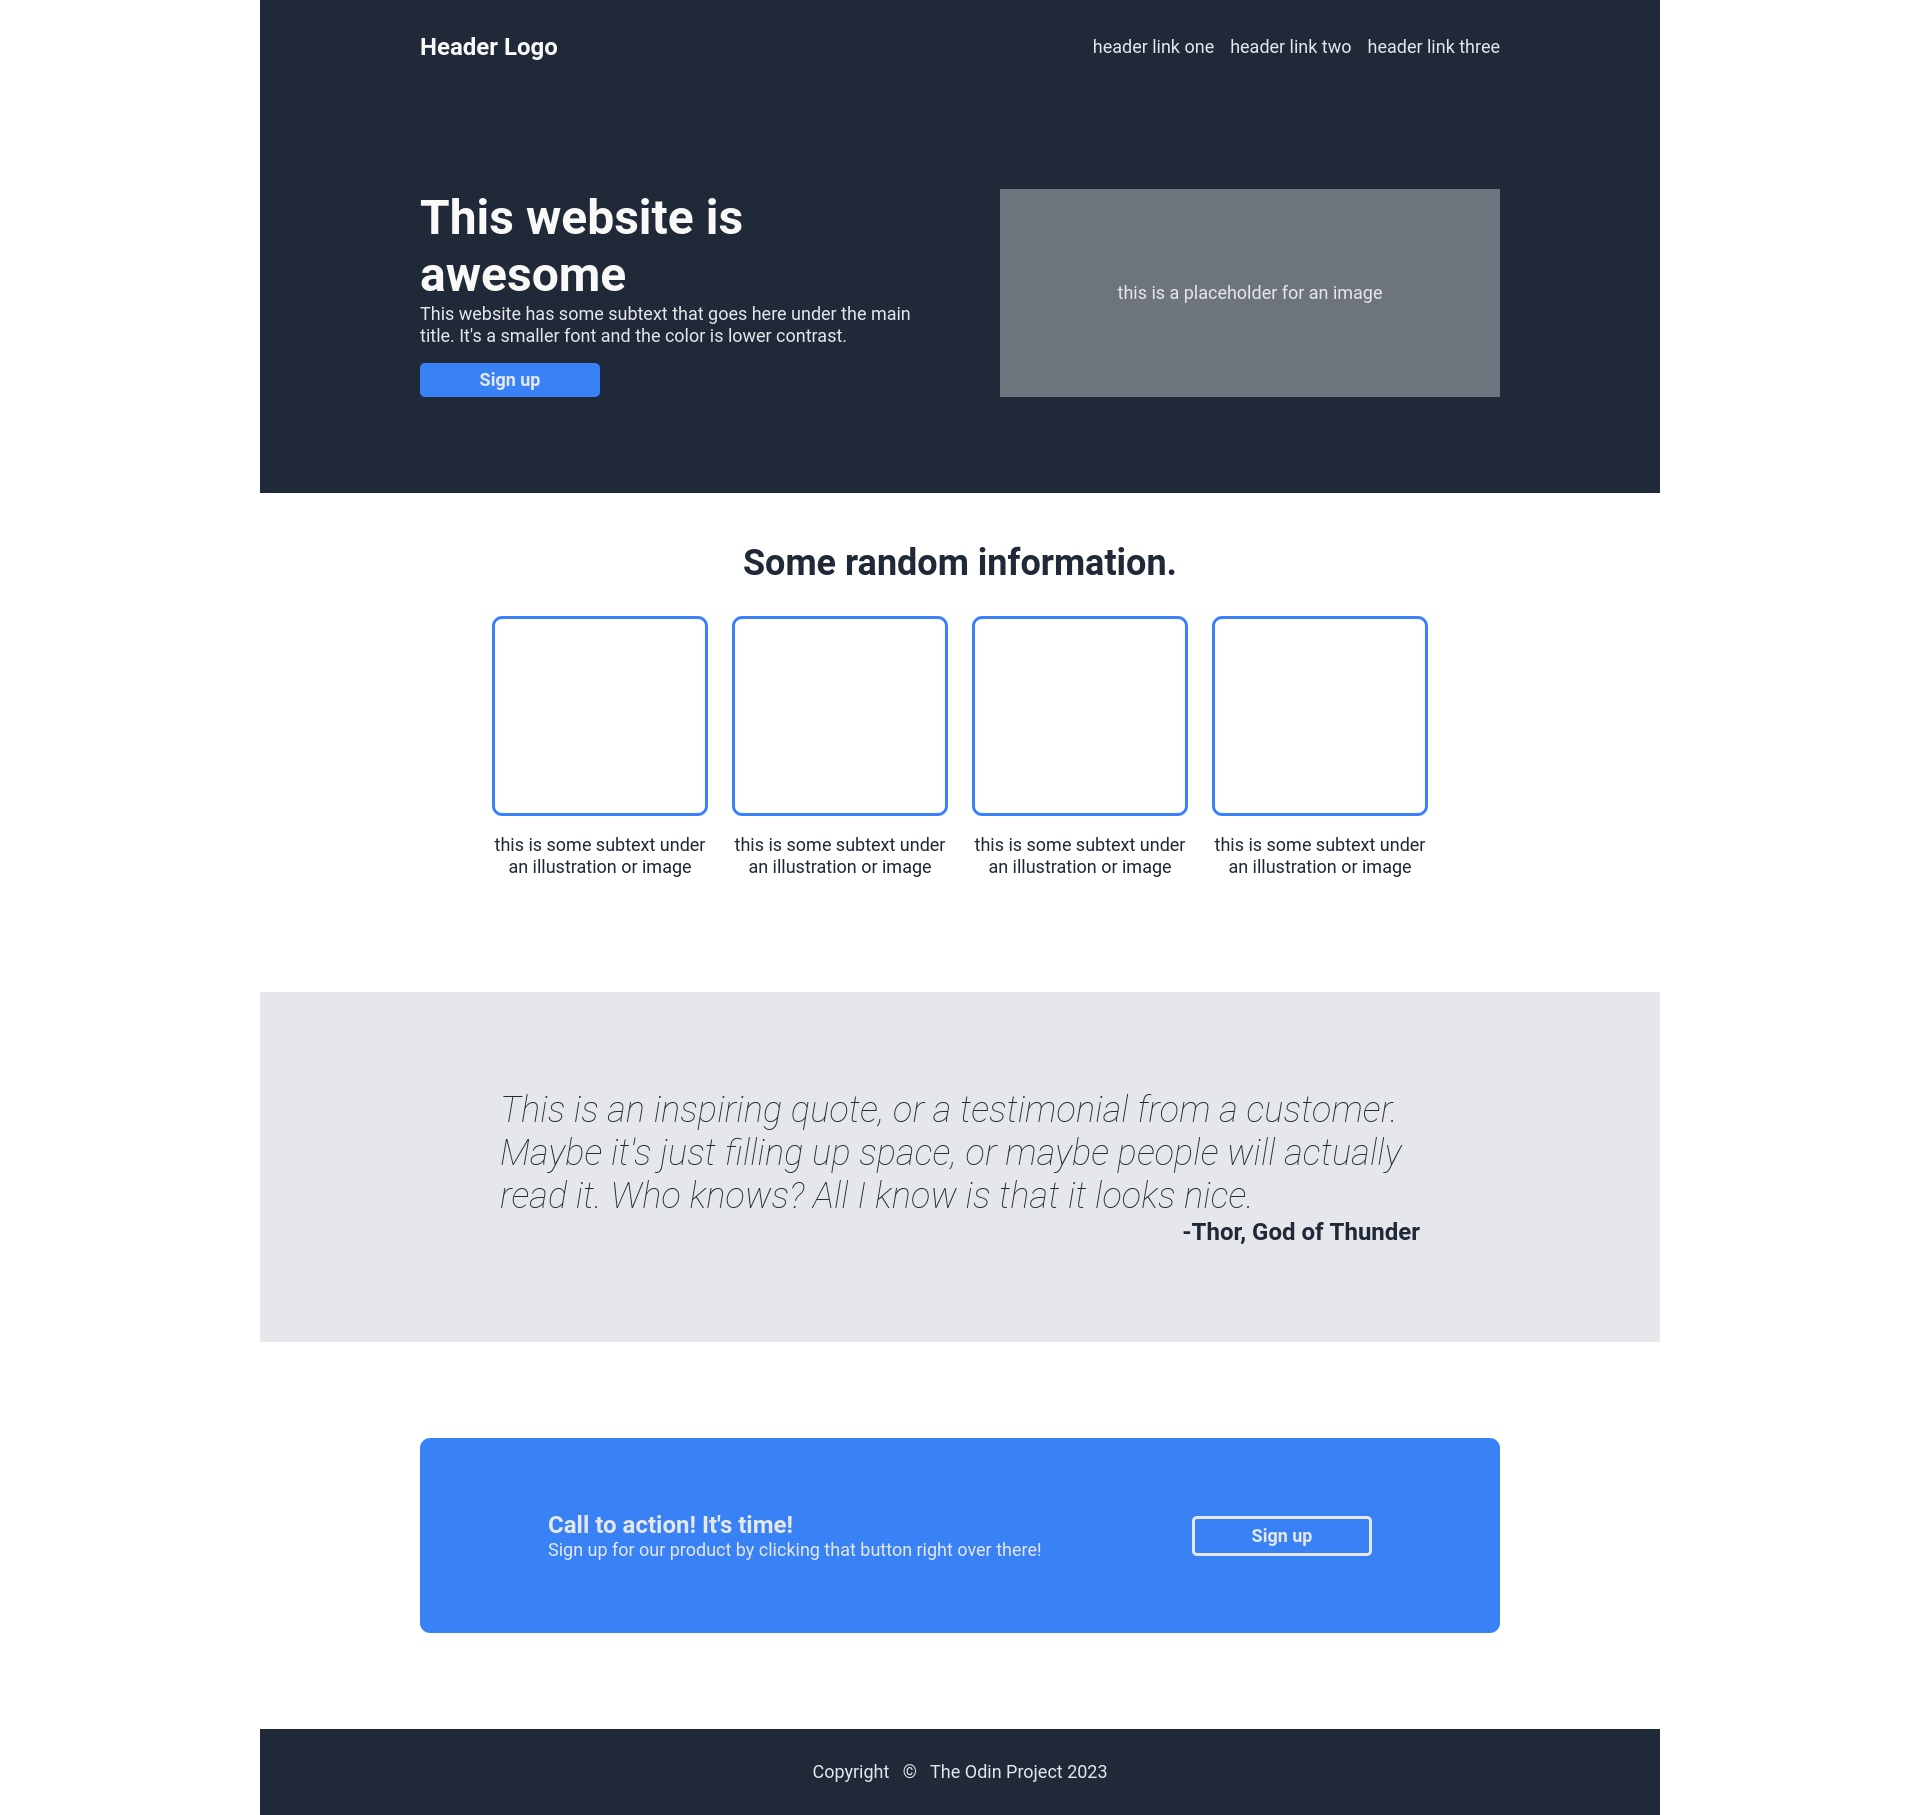 Header Logo
header link one header link two header link three
This website is
awesome
This website has some subtext that goes here under the main
title. It's a smaller font and the color is lower contrast.
Sign up
this is a placeholder for an image
Some random information.
this is some subtext under
an illustration or image
this is some subtext under
an illustration or image
this is some subtext under
an illustration or image
this is some subtext under
an illustration or image
This is an inspiring quote, or a testimonial from a customer.
Maybe it's just filling up space, or maybe people will actually
read it. Who knows? All I know is that it looks nice.
-Thor, God of Thunder
Call to action! It's time!
Sign up for our product by clicking that button right over there!
Sign up
Copyright © The Odin Project 2023